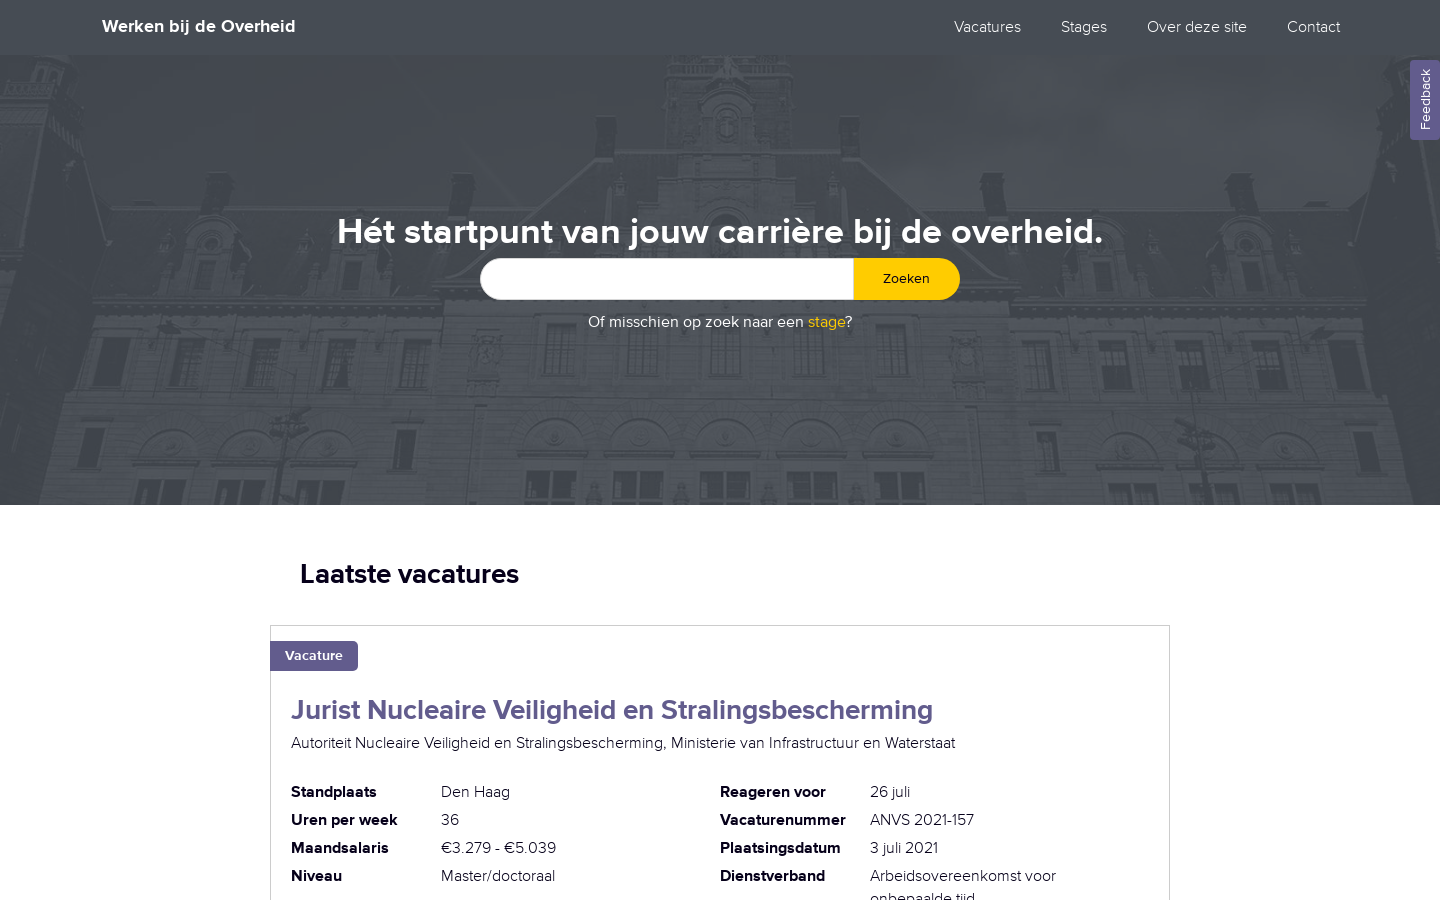 Werken bij de Overheid
Vacatures Stages Over deze site Contact
Feedback
Hét startpunt van jouw carrière bij de overheid.
Zoeken
Of misschien op zoek naar een stage?
Laatste vacatures
Vacature
Jurist Nucleaire Veiligheid en Stralingsbescherming
Autoriteit Nucleaire Veiligheid en Stralingsbescherming, Ministerie van Infrastructuur en Waterstaat
Standplaats Den Haag
Uren per week 36
Maandsalaris €3.279 - €5.039
Niveau Master/doctoraal
Reageren voor 26 juli
Vacaturenummer ANVS 2021-157
Plaatsingsdatum 3 juli 2021
Dienstverband Arbeidsovereenkomst voor
onbepaalde tijd